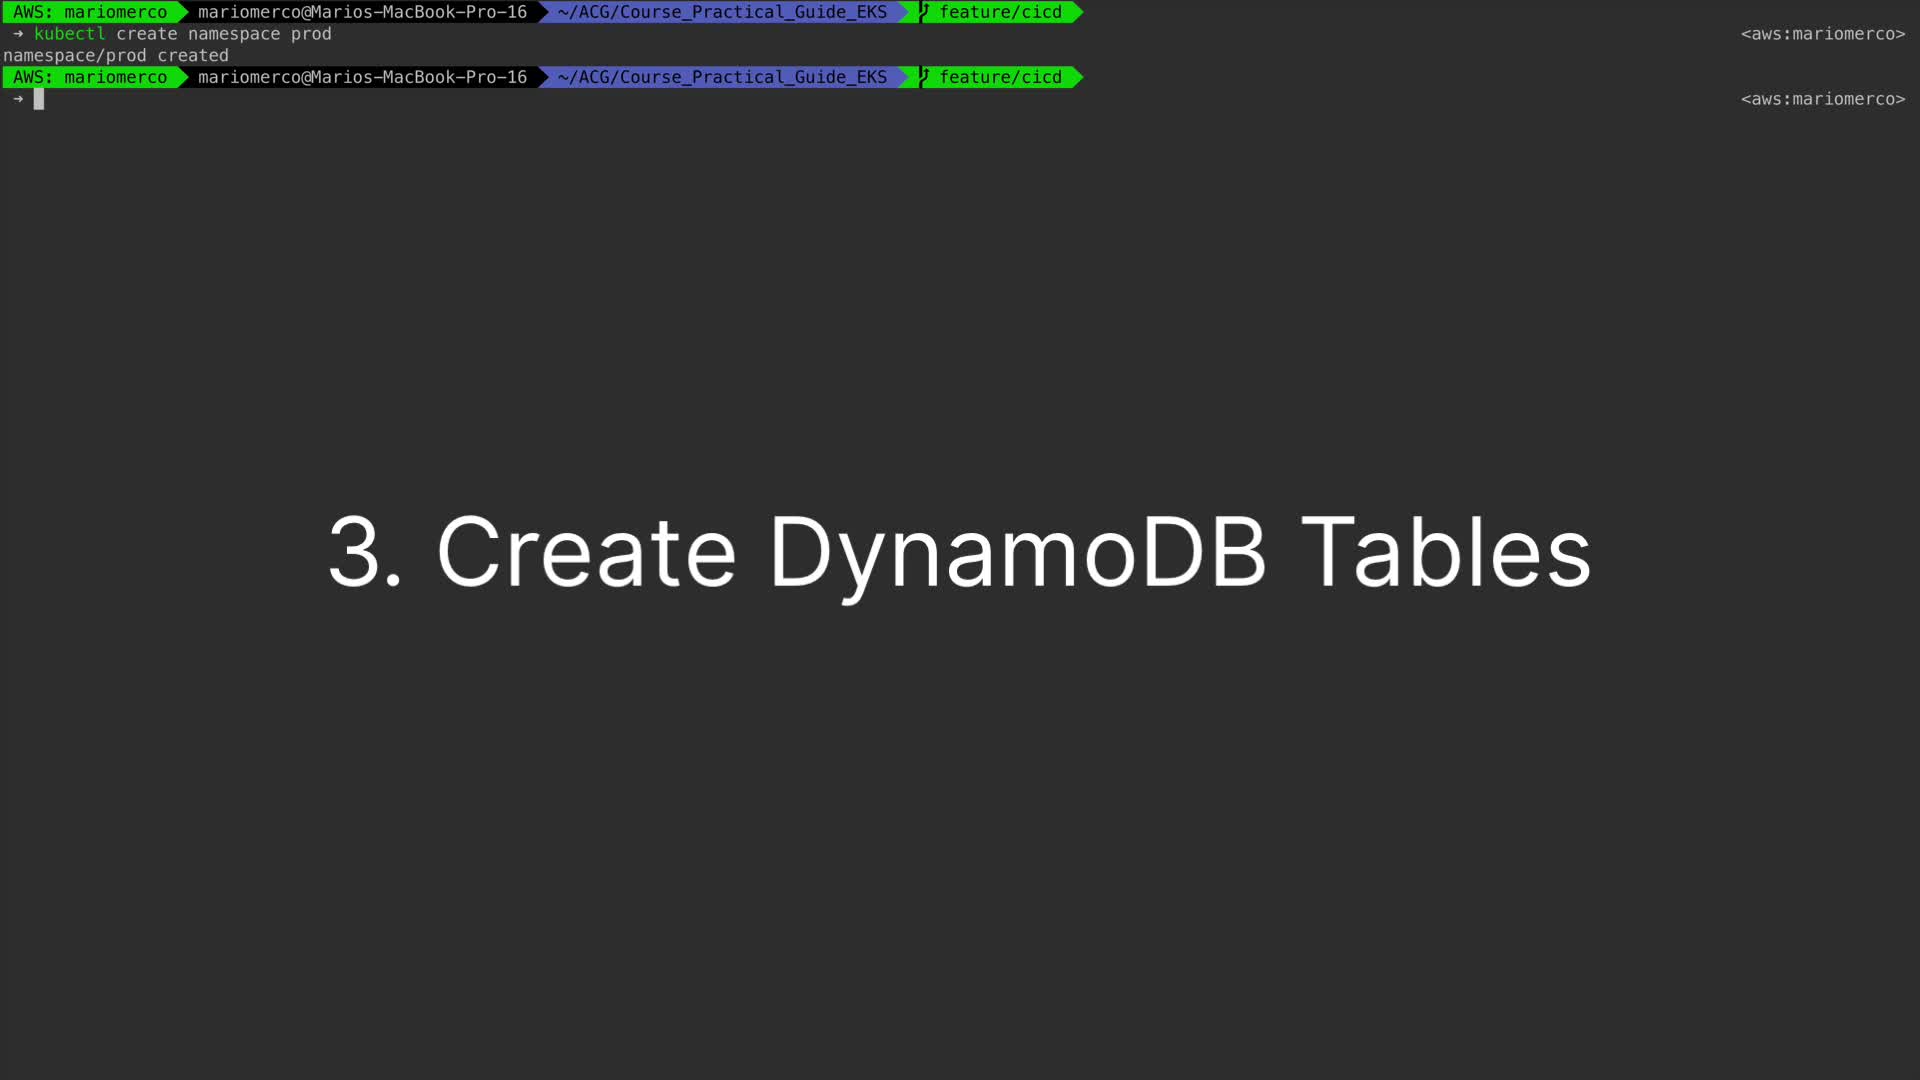 AWS: mariomerco mariomerco@Marios-MacBook-Pro-16 ~/ACG/Course_Practical_Guide_EKS feature/cicd
➜ kubectl create namespace prod <aws:mariomerco>
namespace/prod created
AWS: mariomerco mariomerco@Marios-MacBook-Pro-16 ~/ACG/Course_Practical_Guide_EKS feature/cicd
➜ <aws:mariomerco>
3. Create DynamoDB Tables